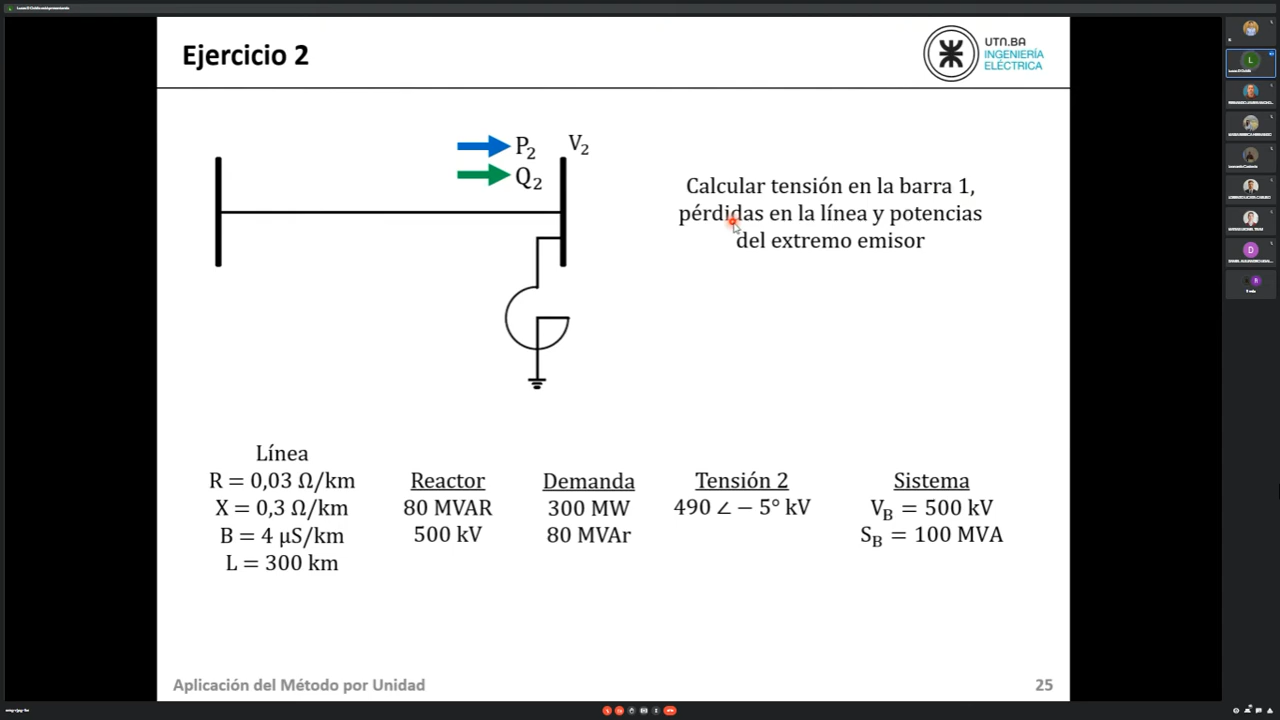 Ejercicio 2
UTN.BA
INGENIERÍA
ELÉCTRICA
P₂
V₂
Q₂
Calcular tensión en la barra 1,
pérdidas en la línea y potencias
del extremo emisor
Línea
R = 0,03 Ω/km
X = 0,3 Ω/km
B = 4 μS/km
L = 300 km
Reactor
80 MVAR
500 kV
Demanda
300 MW
80 MVAr
Tensión 2
490 ∠ − 5° kV
Sistema
V_B = 500 kV
S_B = 100 MVA
Aplicación del Método por Unidad
25
L
D
R